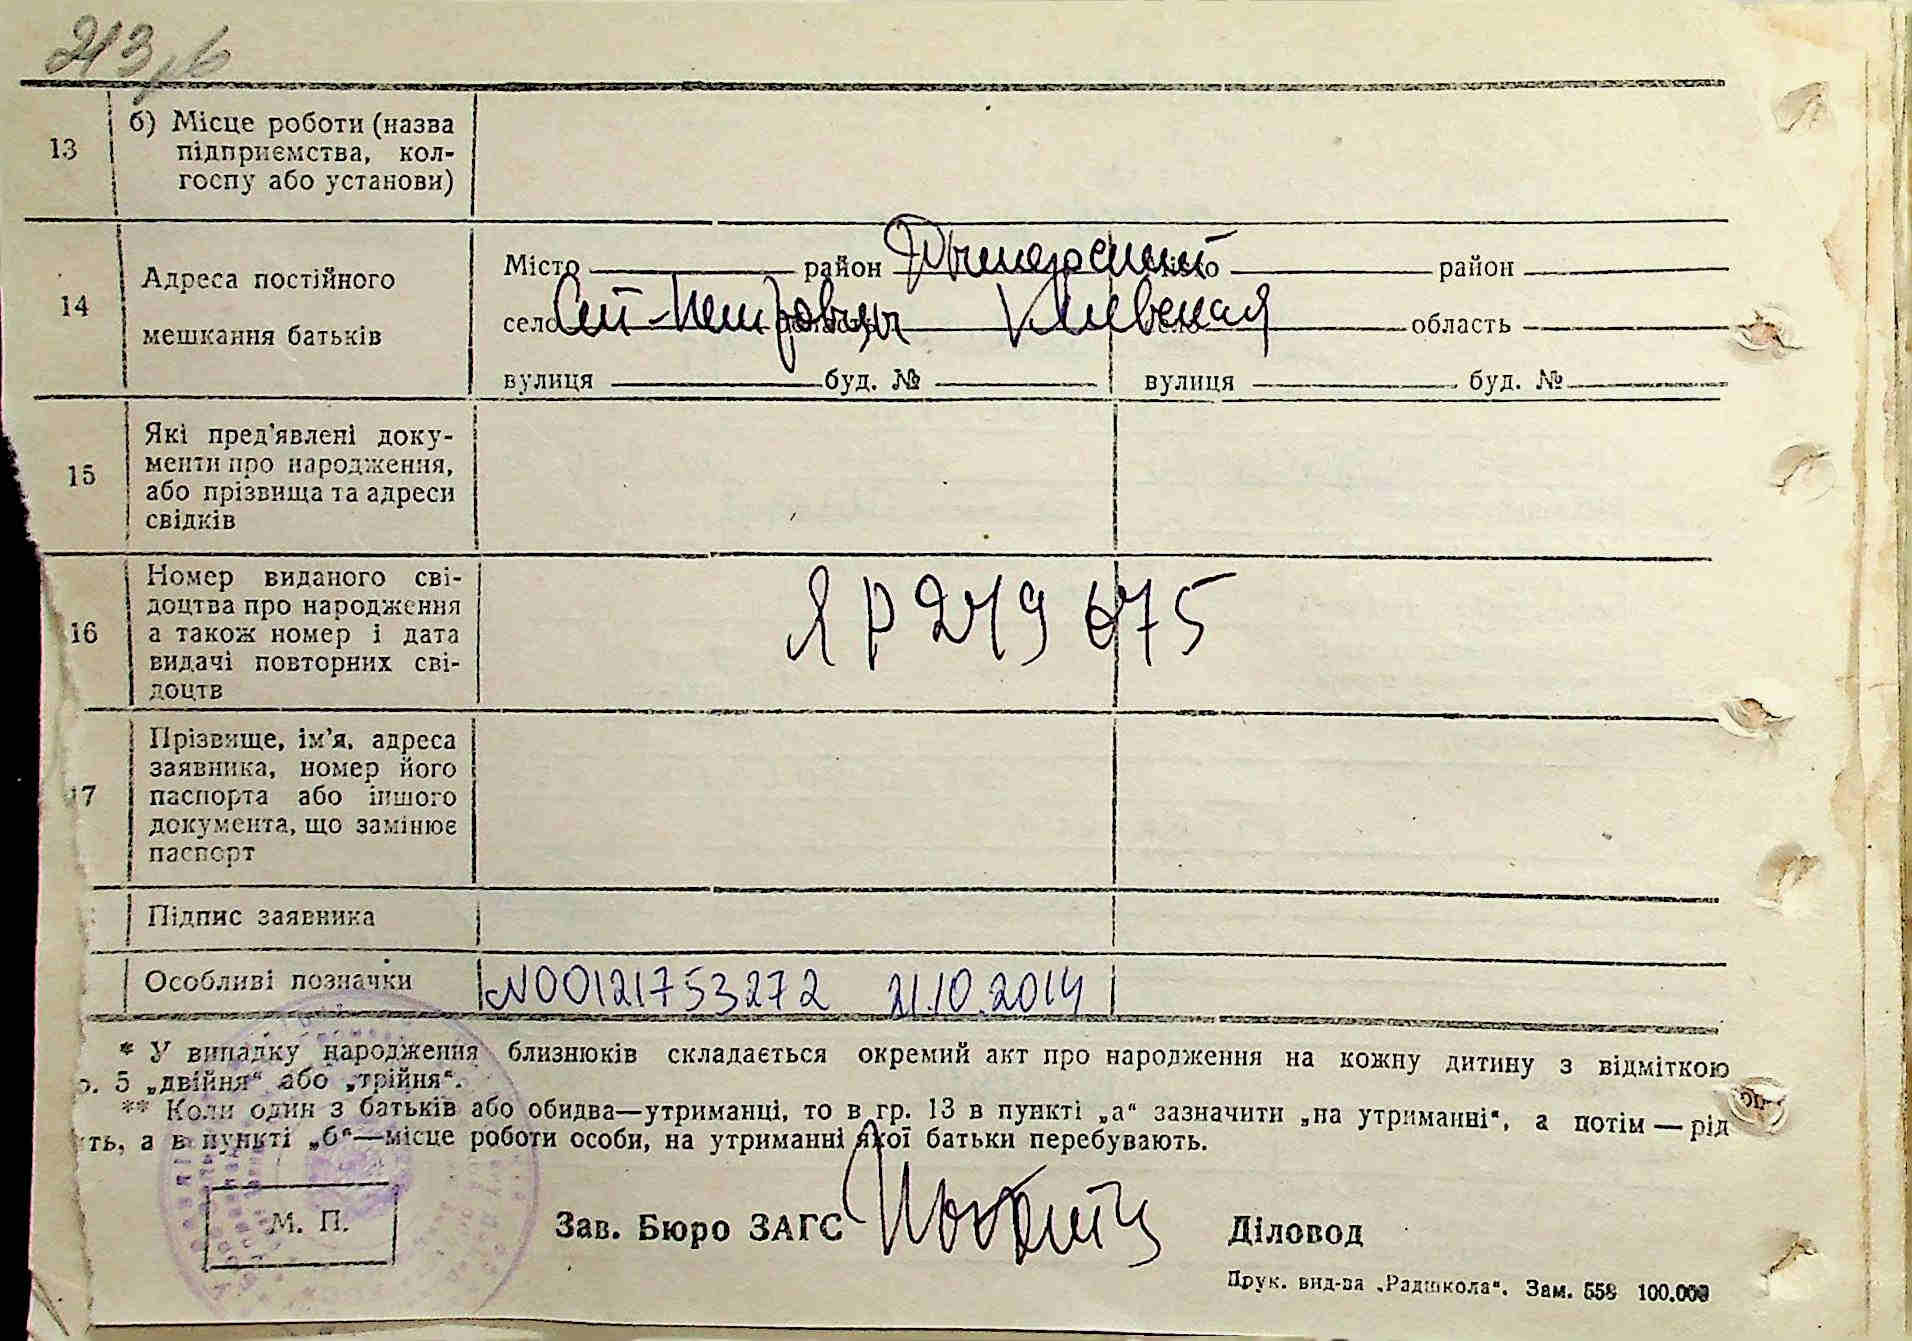 213
13 б) Місце роботи (назва
підприємства, кол-
госпу або установи)
14 Адреса постійного
мешкання батьків
Місто район Дымерский район
село Ст-Петровцы Киевская область
вулиця буд. № вулиця буд. №
15 Які пред'явлені доку-
менти про народження,
або прізвища та адреси
свідків
16 Номер виданого сві-
доцтва про народження
а також номер і дата
видачі повторних сві-
доцтв
ЯР 249 675
17 Прізвище, ім'я, адреса
заявника, номер його
паспорта або іншого
документа, що замінює
паспорт
Підпис заявника
Особливі позначки N00121753272 21.10.2014
* У випадку народження близнюків складається окремий акт про народження на кожну дитину з відміткою
р. 5 „двійня“ або „трійня“.
** Коли один з батьків або обидва—утриманці, то в гр. 13 в пункті „а“ зазначити „на утриманні“, а потім — рід
ть, а в пункті „б“—місце роботи особи, на утриманні якої батьки перебувають.
М. П.
Зав. Бюро ЗАГС Діловод
Друк. вид-ва „Радшкола“. Зам. 558 100.000